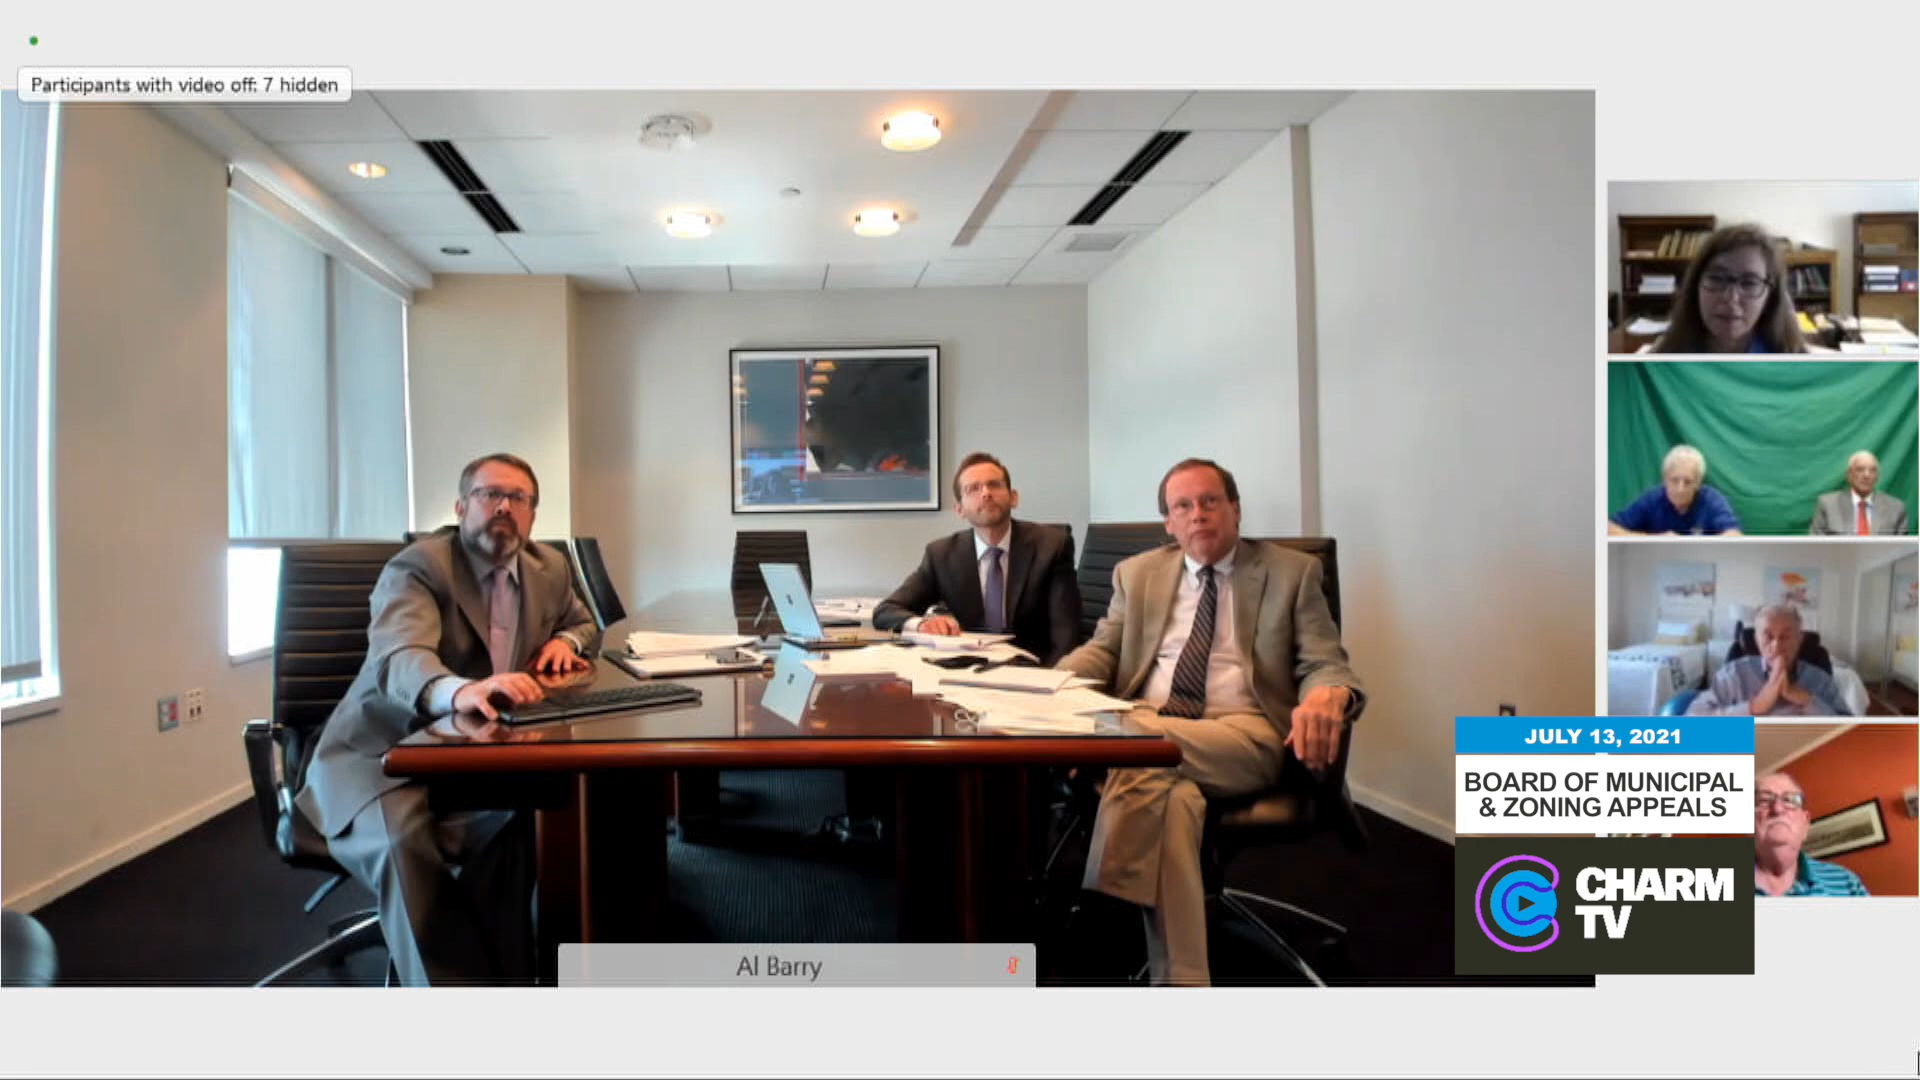 Participants with video off: 7 hidden
JULY 13, 2021
BOARD OF MUNICIPAL
& ZONING APPEALS
CHARM
TV
Al Barry